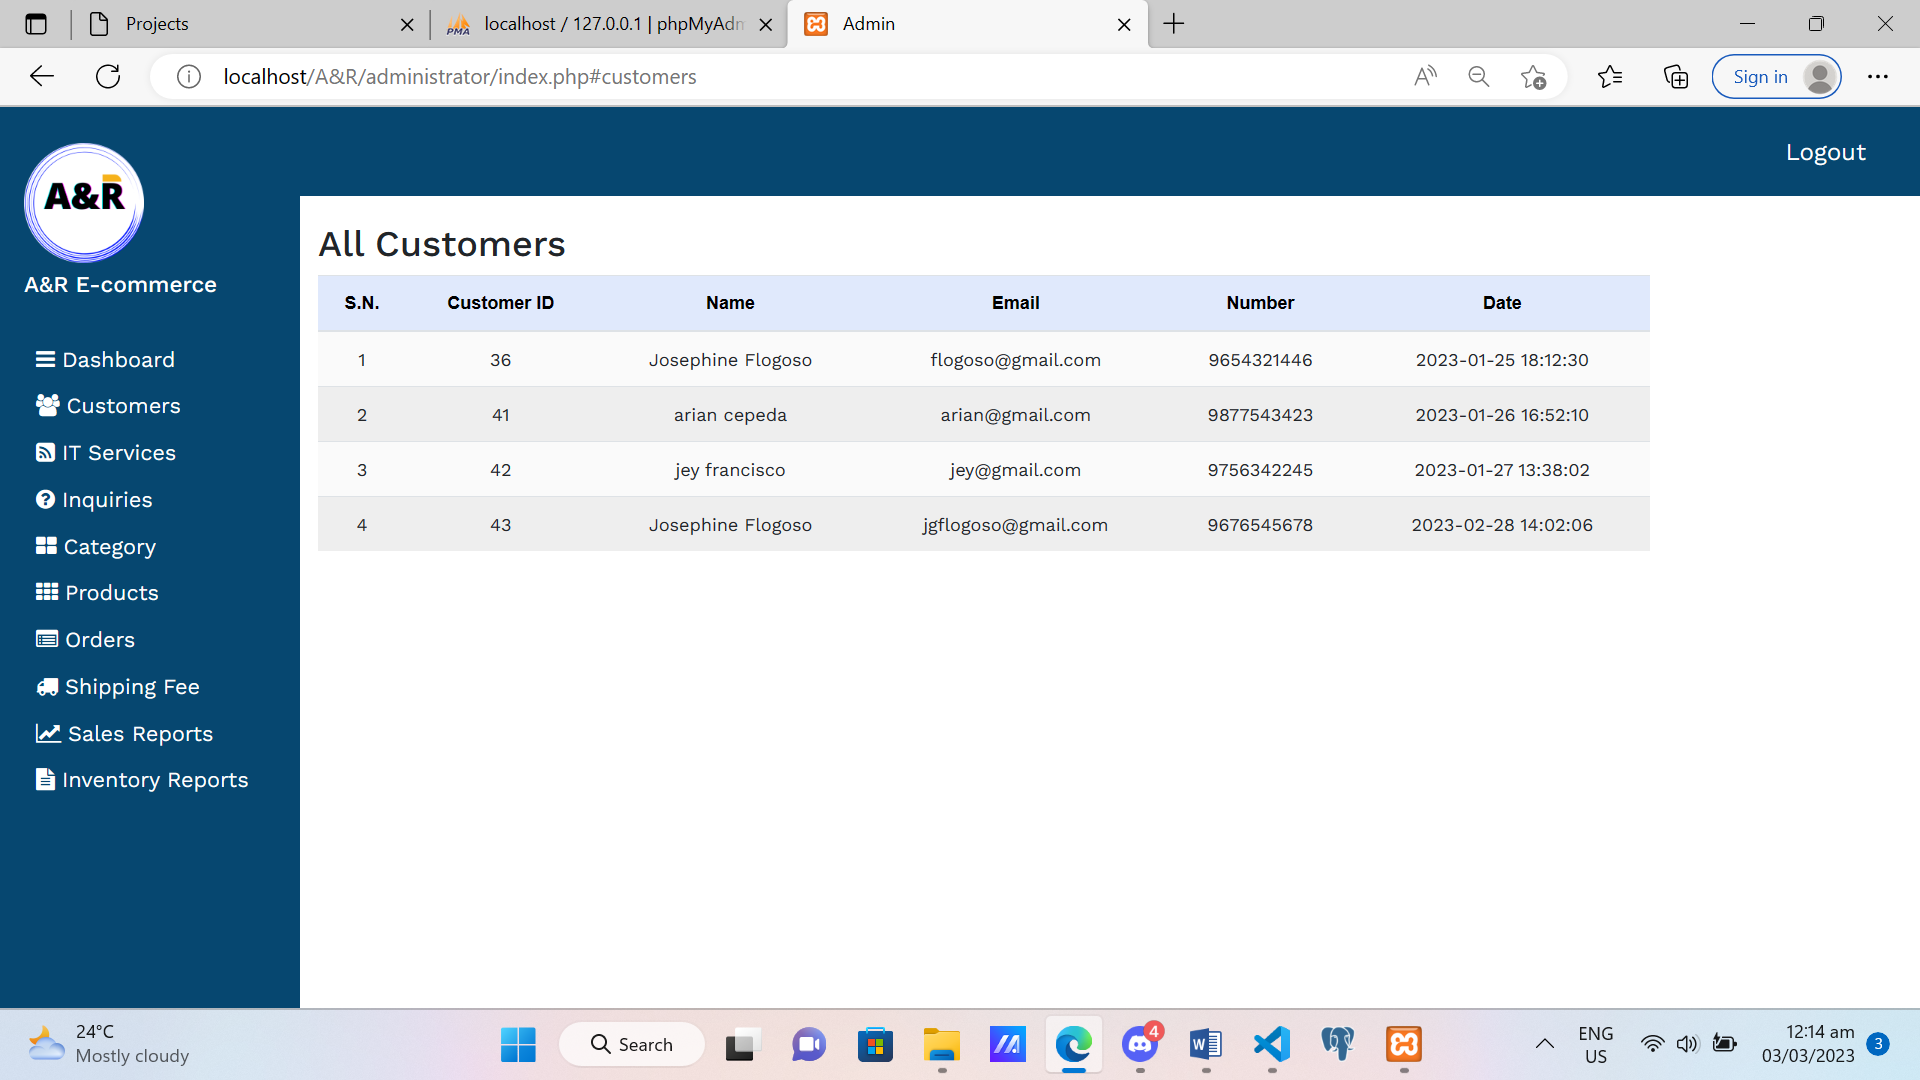 Projects
localhost / 127.0.0.1 | phpMyAdm
Admin
localhost/A&R/administrator/index.php#customers
Sign in
Logout
A&R
A&R E-commerce
Dashboard
Customers
IT Services
Inquiries
Category
Products
Orders
Shipping Fee
Sales Reports
Inventory Reports
All Customers
S.N. Customer ID Name Email Number Date
1 36 Josephine Flogoso flogoso@gmail.com 9654321446 2023-01-25 18:12:30
2 41 arian cepeda arian@gmail.com 9877543423 2023-01-26 16:52:10
3 42 jey francisco jey@gmail.com 9756342245 2023-01-27 13:38:02
4 43 Josephine Flogoso jgflogoso@gmail.com 9676545678 2023-02-28 14:02:06
24°C
Mostly cloudy
Search
4
ENG
US
12:14 am
03/03/2023
3